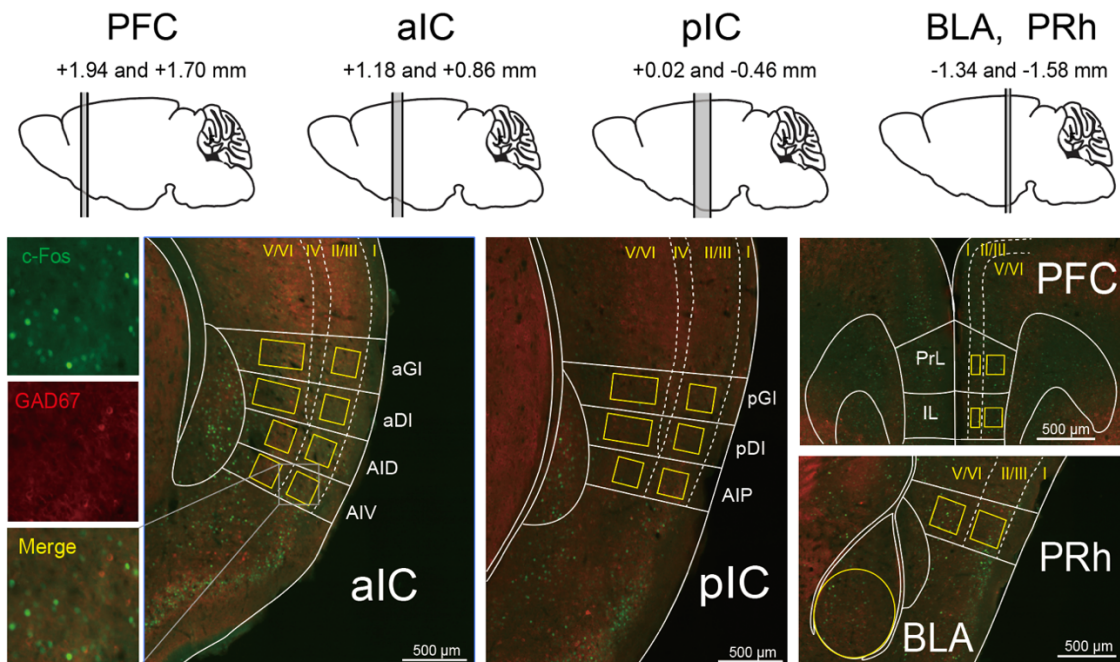 PFC
+1.94 and +1.70 mm
aIC
+1.18 and +0.86 mm
pIC
+0.02 and -0.46 mm
BLA, PRh
-1.34 and -1.58 mm
c-Fos
GAD67
Merge
V/VI IV II/III I
aGI
aDI
AID
AIV
aIC
500 µm
V/VI IV II/III I
pGI
pDI
AIP
pIC
500 µm
I II/III
V/VI
PFC
PrL
IL
500 µm
V/VI II/III I
PRh
BLA
500 µm